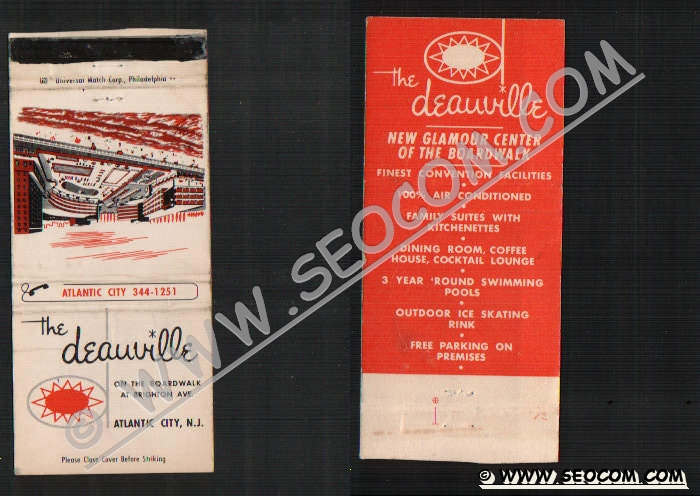 Universal Match Corp., Philadelphia
ATLANTIC CITY 344-1251
the
deauville
ON THE BOARDWALK
AT BRIGHTON AVE.
ATLANTIC CITY, N.J.
Please Close Cover Before Striking
the
deauville
NEW GLAMOUR CENTER
OF THE BOARDWALK
FINEST CONVENTION FACILITIES
100% AIR CONDITIONED
FAMILY SUITES WITH
KITCHENETTES
DINING ROOM, COFFEE
HOUSE, COCKTAIL LOUNGE
3 YEAR 'ROUND SWIMMING
POOLS
OUTDOOR ICE SKATING
RINK
FREE PARKING ON
PREMISES
© WWW.SEOCOM.COM
© WWW.SEOCOM.COM
© WWW.SEOCOM.COM